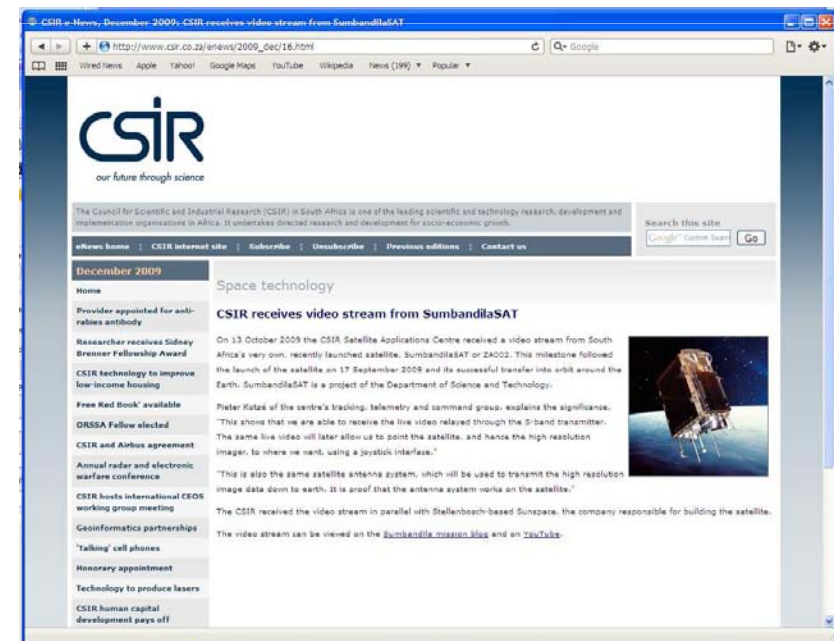 CSIR e-News, December 2009: CSIR receives video stream from SumbandilaSAT
http://www.csir.co.za/enews/2009_dec/16.html
Google
Wired News Apple Yahoo! Google Maps YouTube Wikipedia News (199) Popular
CSIR
our future through science
The Council for Scientific and Industrial Research (CSIR) in South Africa is one of the leading scientific and technology research, development and
implementation organisations in Africa. It undertakes directed research and development for socio-economic growth.
Search this site
eNews home | CSIR internet site | Subscribe | Unsubscribe | Previous editions | Contact us
Google™ Custom Search Go
December 2009
Home
Provider appointed for anti-
rabies antibody
Researcher receives Sidney
Brenner Fellowship Award
CSIR technology to improve
low-income housing
Free Red Book' available
ORSSA Fellow elected
CSIR and Airbus agreement
Annual radar and electronic
warfare conference
CSIR hosts international CEOS
working group meeting
Geoinformatics partnerships
'Talking' cell phones
Honorary appointment
Technology to produce lasers
CSIR human capital
development pays off
Space technology
CSIR receives video stream from SumbandilaSAT
On 13 October 2009 the CSIR Satellite Applications Centre received a video stream from South
Africa's very own, recently launched satellite, SumbandilaSAT or ZA002. This milestone followed
the launch of the satellite on 17 September 2009 and its successful transfer into orbit around the
Earth. SumbandilaSAT is a project of the Department of Science and Technology.
Pieter Kotzé of the centre's tracking, telemetry and command group, explains the significance.
"This shows that we are able to receive the live video relayed through the S-band transmitter.
The same live video will later allow us to point the satellite, and hence the high resolution
imager, to where we want, using a joystick interface."
"This is also the same satellite antenna system, which will be used to transmit the high resolution
image data down to earth. It is proof that the antenna system works on the satellite."
The CSIR received the video stream in parallel with Stellenbosch-based Sunspace, the company responsible for building the satellite.
The video stream can be viewed on the Sumbandila mission blog and on YouTube.